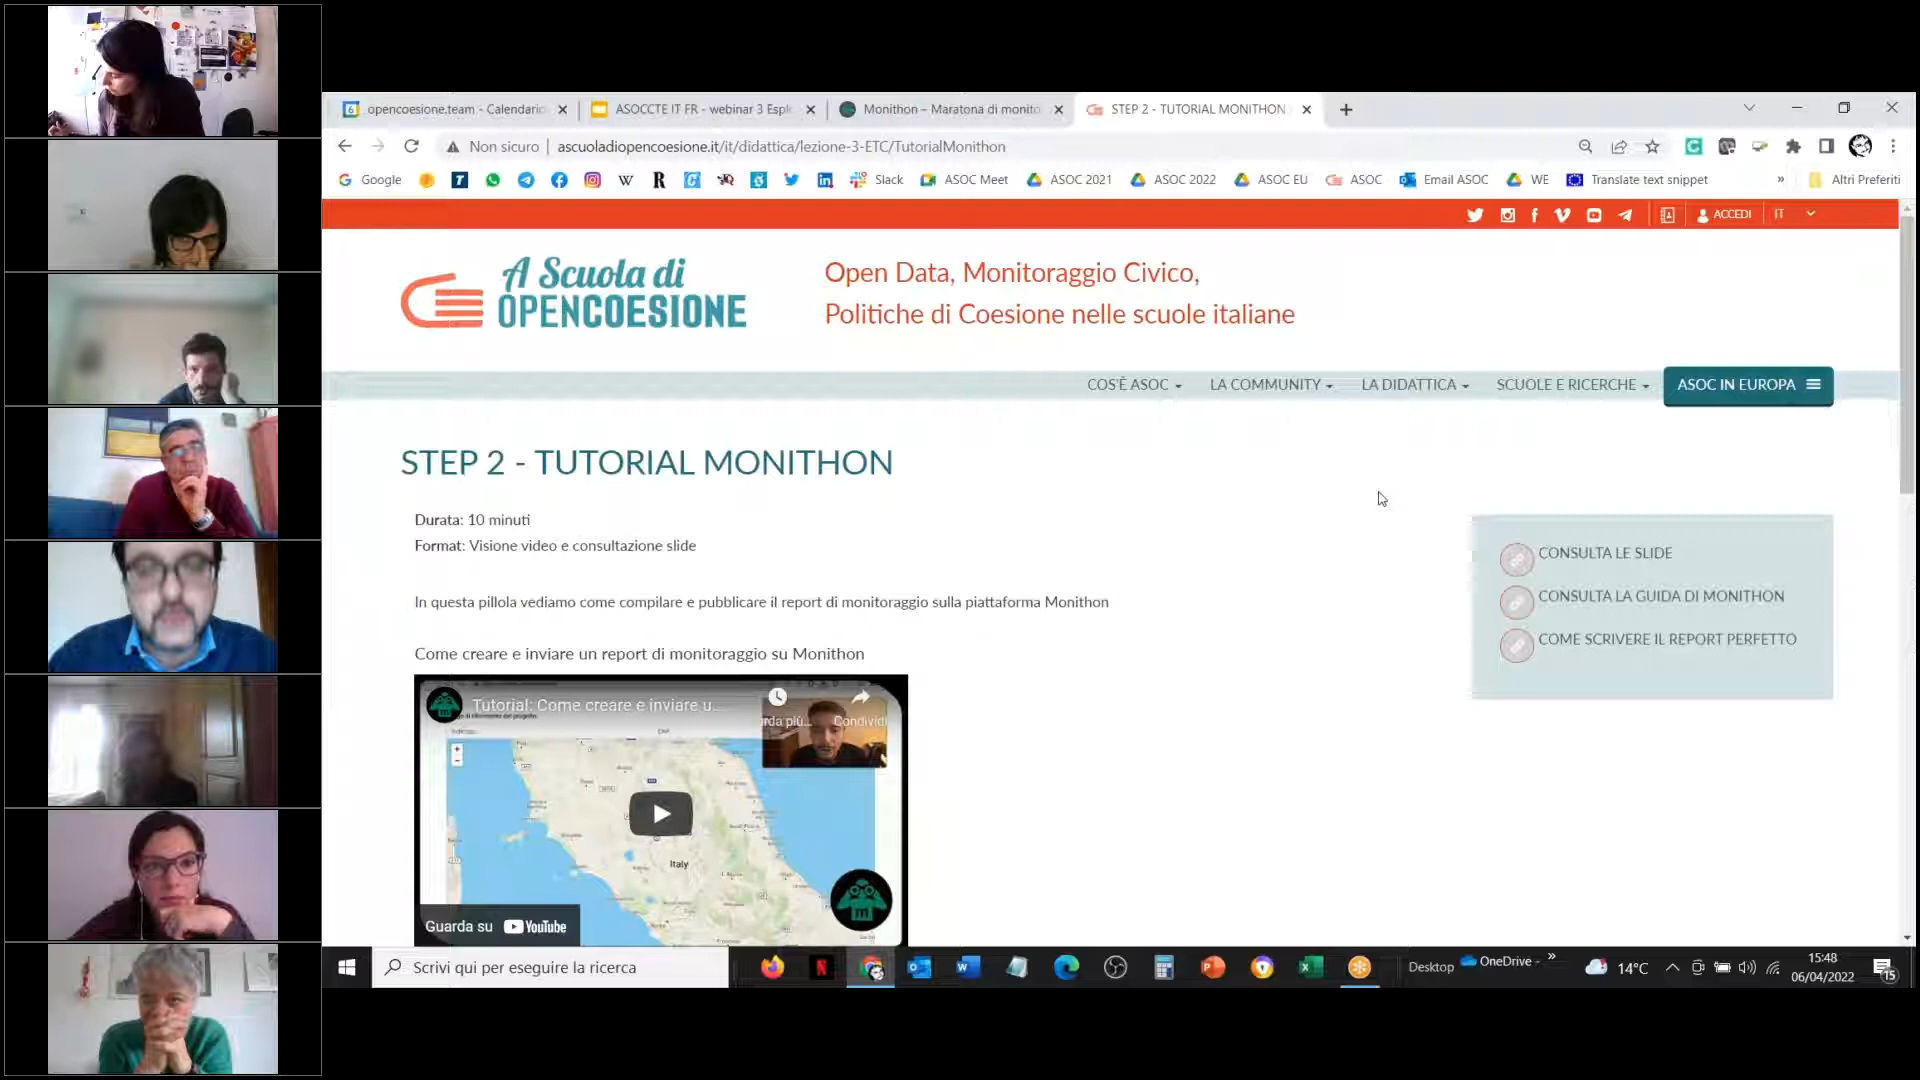 opencoesione.team - Calendario
ASOCCTE IT FR - webinar 3 Espl
Monithon – Maratona di monito
STEP 2 - TUTORIAL MONITHON
Non sicuro | ascuoladiopencoesione.it/it/didattica/lezione-3-ETC/TutorialMonithon
Google
Slack
ASOC Meet
ASOC 2021
ASOC 2022
ASOC EU
ASOC
Email ASOC
WE
Translate text snippet
»
Altri Preferiti
ACCEDI
IT
A Scuola di
OPENCOESIONE
Open Data, Monitoraggio Civico,
Politiche di Coesione nelle scuole italiane
COS'È ASOC
LA COMMUNITY
LA DIDATTICA
SCUOLE E RICERCHE
ASOC IN EUROPA
STEP 2 - TUTORIAL MONITHON
Durata: 10 minuti
Format: Visione video e consultazione slide
CONSULTA LE SLIDE
CONSULTA LA GUIDA DI MONITHON
COME SCRIVERE IL REPORT PERFETTO
In questa pillola vediamo come compilare e pubblicare il report di monitoraggio sulla piattaforma Monithon
Come creare e inviare un report di monitoraggio su Monithon
Tutorial: Come creare e inviare u...
rda più...
Condividi
Italy
Guarda su YouTube
Scrivi qui per eseguire la ricerca
Desktop
OneDrive -
»
14°C
15:48
06/04/2022
15